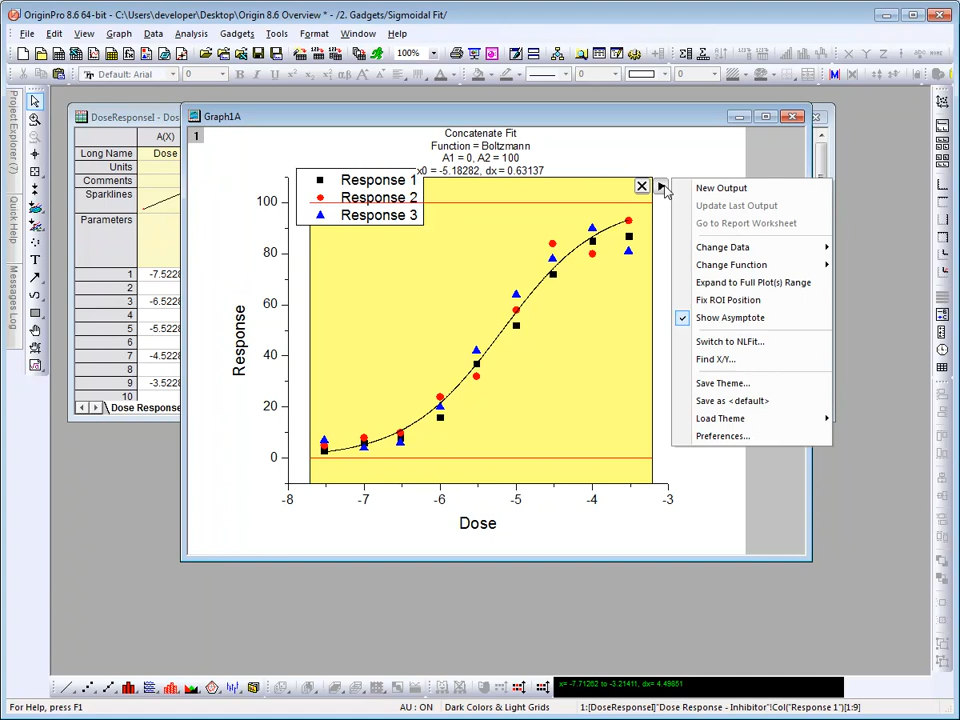 OriginPro 8.6 64-bit - C:\Users\developer\Desktop\Origin 8.6 Overview * - /2. Gadgets/Sigmoidal Fit/
File Edit View Graph Data Analysis Gadgets Tools Format Window Help
100%
Default: Arial 0 B I U 0 0
Project Explorer (7)
Quick Help
Messages Log
DoseResponseI - Dos
A(X)
Long Name Dose
Units
Comments
Sparklines
Parameters
1 -7.5228
2
3 -6.5228
4
5 -5.5228
6
7 -4.5228
8
9 -3.5228
10
Dose Response
Graph1A
1
Concatenate Fit
Function = Boltzmann
A1 = 0, A2 = 100
x0 = -5.18282, dx = 0.63137
Response 1
Response 2
Response 3
100
80
60
40
20
0
Response
-8 -7 -6 -5 -4 -3
Dose
New Output
Update Last Output
Go to Report Worksheet
Change Data
Change Function
Expand to Full Plot(s) Range
Fix ROI Position
Show Asymptote
Switch to NLFit...
Find X/Y...
Save Theme...
Save as <default>
Load Theme
Preferences...
x= -7.71262 to -3.21411, dx= 4.49851
For Help, press F1 AU : ON Dark Colors & Light Grids 1:[DoseResponseI]"Dose Response - Inhibitor"!Col("Response 1")[1:9]